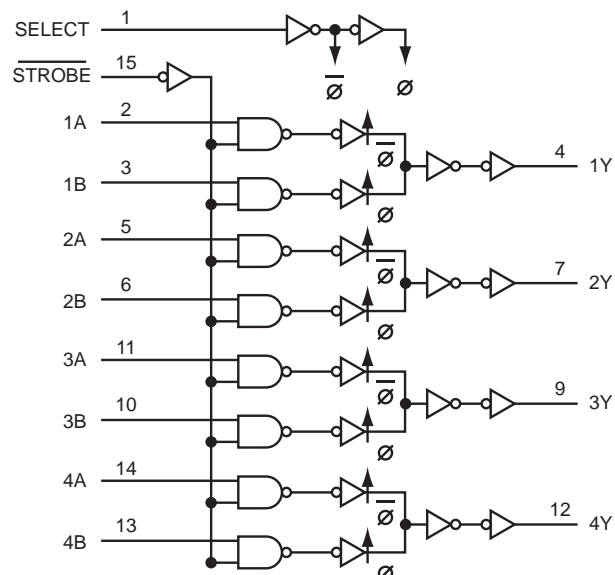 SELECT 1
STROBE 15
ø̅ ø
1A 2
ø̅ 4 1Y
1B 3
ø
2A 5
ø̅ 7 2Y
2B 6
ø
3A 11
ø̅ 9 3Y
3B 10
ø
4A 14
ø̅ 12 4Y
4B 13
ø